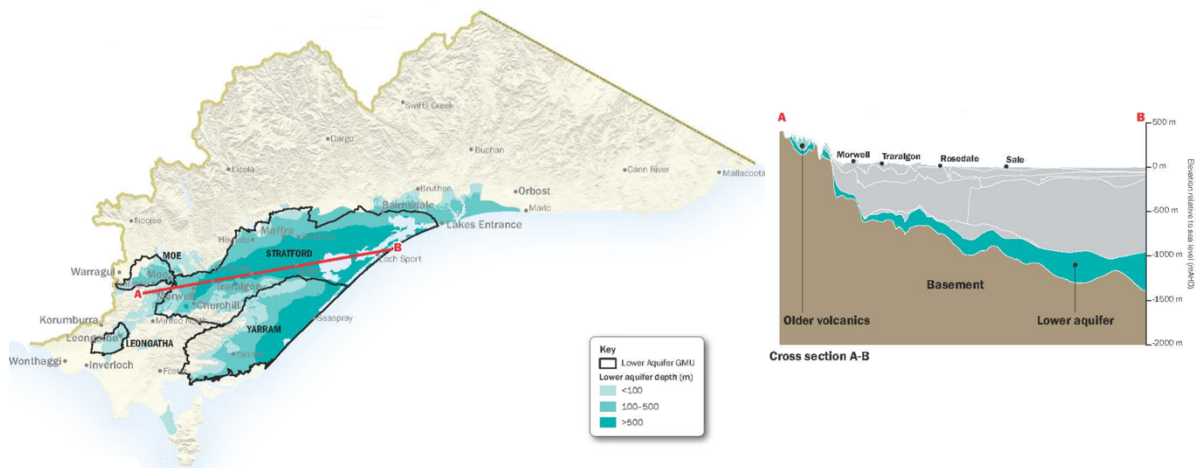 Swifts Creek
Dargo
Buchan
Licola
Cann River
Mallacoota
Bruthen
Orbost
Bairnsdale
Marlo
Noojee
Maffra
Lakes Entrance
Heyfield
MOE
STRATFORD
B
Warragul
Moe
Loch Sport
A
Traralgon
Morwell
Churchill
Korumburra
Mirboo North
Seaspray
YARRAM
Leongatha
LEONGATHA
Yarram
Wonthaggi
Inverloch
Foster
Key
Lower Aquifer GMU
Lower aquifer depth (m)
<100
100-500
>500
A
B
500 m
Morwell
Traralgon
Rosedale
Sale
0 m
-500 m
-1000 m
-1500 m
-2000 m
Elevation relative to sea level (mAHD)
Basement
Older volcanics
Lower aquifer
Cross section A-B